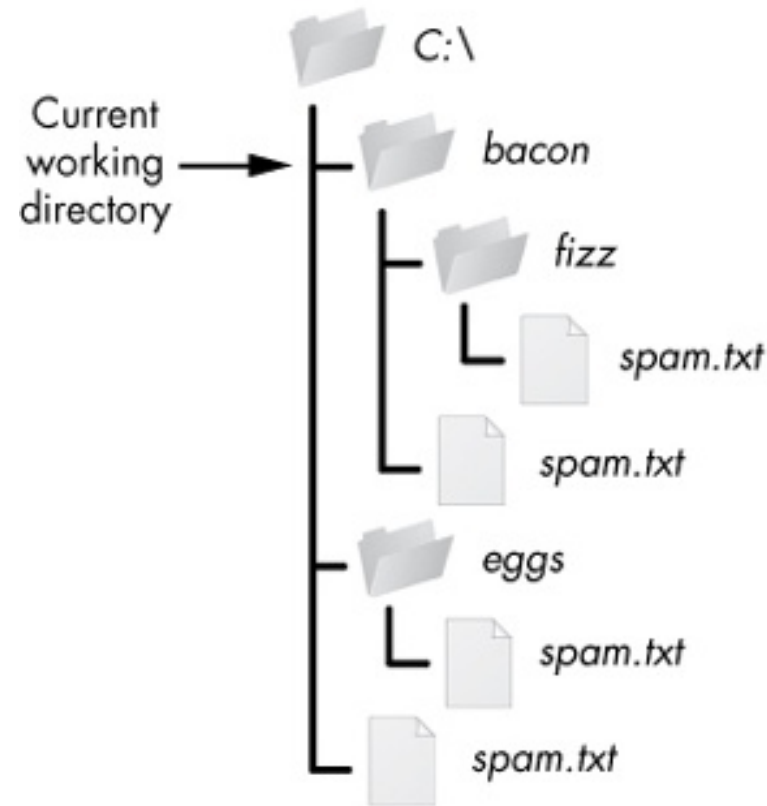 C:\
Current
working
directory
bacon
fizz
spam.txt
spam.txt
eggs
spam.txt
spam.txt